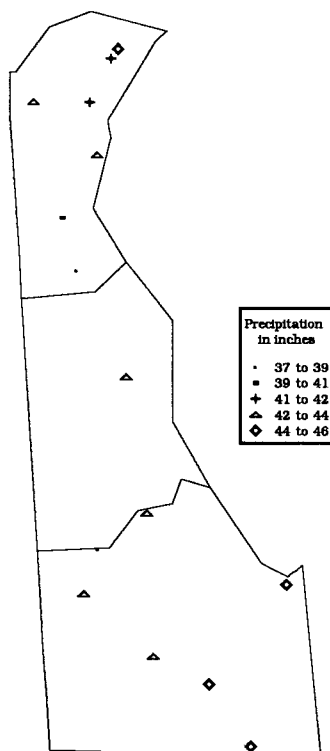 Precipitation
in inches
37 to 39
39 to 41
41 to 42
42 to 44
44 to 46